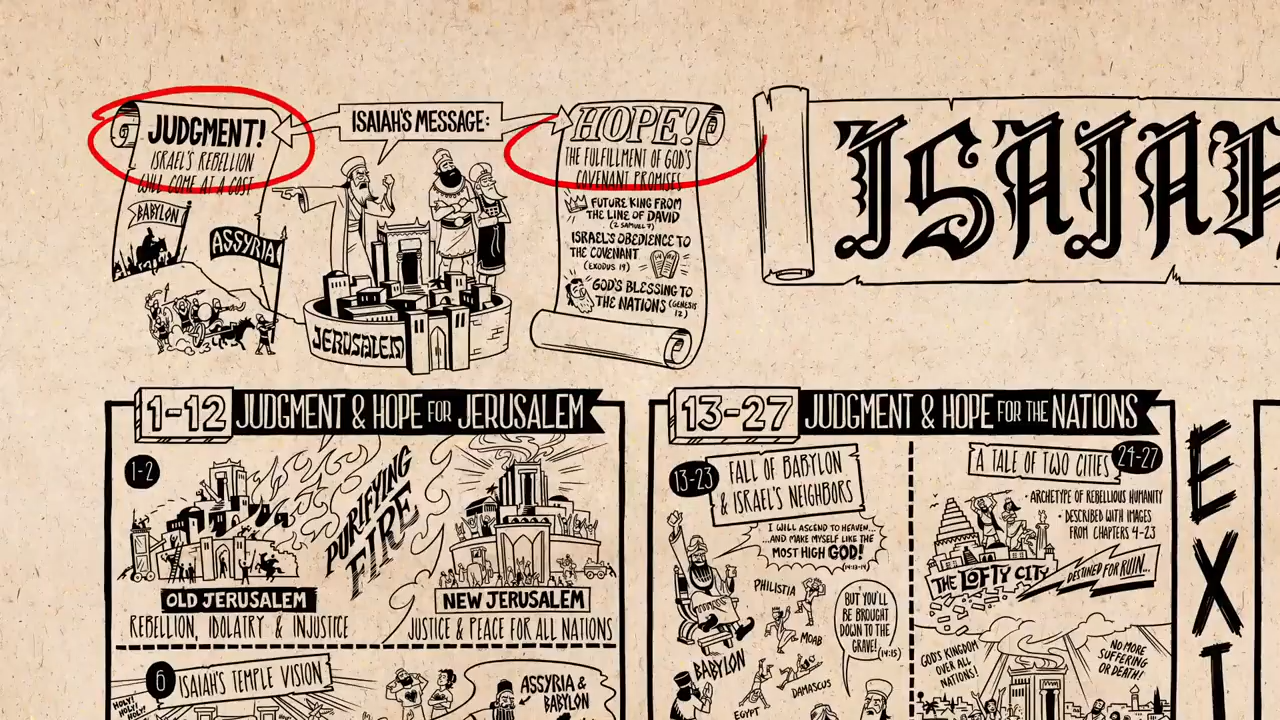 JUDGMENT!
ISRAEL'S REBELLION
WILL COME AT A COST
BABYLON
ASSYRIA
ISAIAH'S MESSAGE:
JERUSALEM
HOPE!
THE FULFILLMENT OF GOD'S
COVENANT PROMISES
FUTURE KING FROM
THE LINE OF DAVID
(2 SAMUEL 7)
ISRAEL'S OBEDIENCE TO
THE COVENANT
(EXODUS 19)
GOD'S BLESSING TO
THE NATIONS (GENESIS
12)
ISAIAH
1-12 JUDGMENT & HOPE FOR JERUSALEM
1-2
PURIFYING
FIRE
OLD JERUSALEM
REBELLION, IDOLATRY & INJUSTICE
NEW JERUSALEM
JUSTICE & PEACE FOR ALL NATIONS
6 ISAIAH'S TEMPLE VISION
HOLY!
HOLY!
HOLY!
ASSYRIA &
BABYLON
13-27 JUDGMENT & HOPE FOR THE NATIONS
13-23
FALL OF BABYLON
& ISRAEL'S NEIGHBORS
I WILL ASCEND TO HEAVEN...
...AND MAKE MYSELF LIKE THE
MOST HIGH GOD!
(14:13-14)
PHILISTIA
MOAB
DAMASCUS
EGYPT
BABYLON
BUT YOU'LL
BE BROUGHT
DOWN TO THE
GRAVE!
(14:15)
A TALE OF TWO CITIES 24-27
• ARCHETYPE OF REBELLIOUS HUMANITY
• DESCRIBED WITH IMAGES
FROM CHAPTERS 4-23
THE LOFTY CITY
DESTINED FOR RUIN...
GOD'S KINGDOM
OVER ALL
NATIONS!
NO MORE
SUFFERING
OR DEATH!
EXI